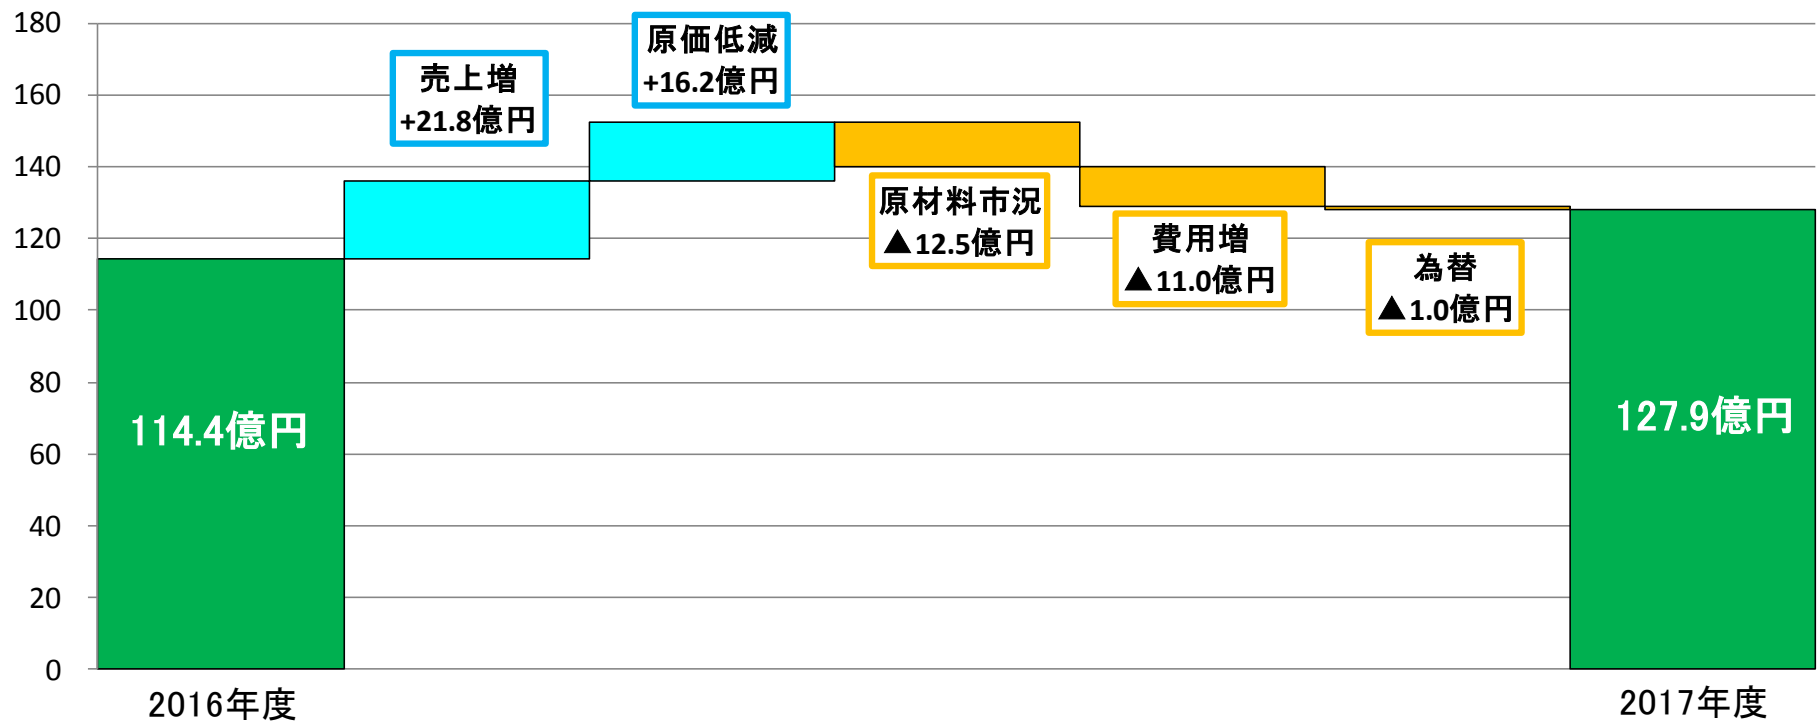 180
160
140
120
100
80
60
40
20
0
売上増
+21.8億円
原価低減
+16.2億円
原材料市況
▲12.5億円
費用増
▲11.0億円
為替
▲1.0億円
114.4億円
127.9億円
2016年度
2017年度